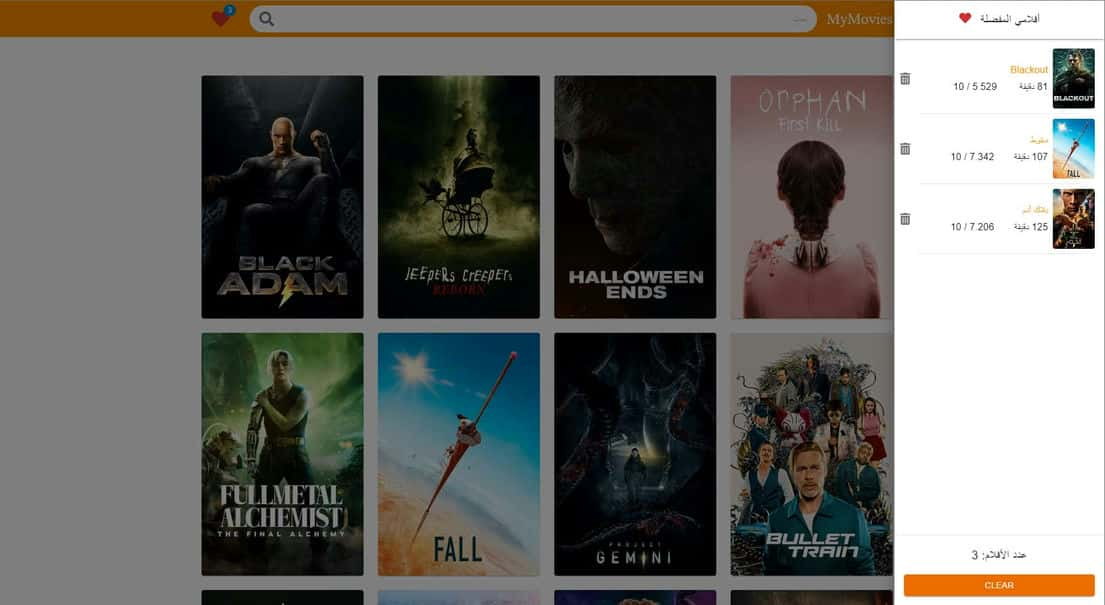 3
MyMovies
أفلامي المفضلة
Blackout
81 دقيقة
5.529 / 10
BLACKOUT
سقوط
107 دقيقة
7.342 / 10
FALL
بلاك آدم
125 دقيقة
7.206 / 10
ORPHAN
FIRST KILL
BLACK
ADAM
JEEPERS CREEPERS
REBORN
HALLOWEEN
ENDS
FULLMETAL
ALCHEMIST
THE FINAL ALCHEMY
FALL
PROJECT
GEMINI
BULLET
TRAIN
عدد الأفلام: 3
CLEAR